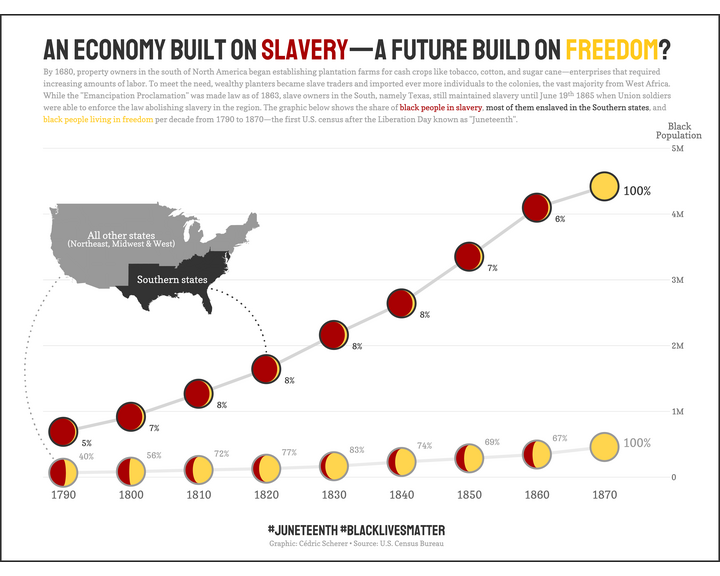 AN ECONOMY BUILT ON SLAVERY—A FUTURE BUILD ON FREEDOM?
By 1680, property owners in the south of North America began establishing plantation farms for cash crops like tobacco, cotton, and sugar cane—enterprises that required
increasing amounts of labor. To meet the need, wealthy planters became slave traders and imported ever more individuals to the colonies, the vast majority from West Africa.
While the "Emancipation Proclamation" was made law as of 1863, slave owners in the South, namely Texas, still maintained slavery until June 19th 1865 when Union soldiers
were able to enforce the law abolishing slavery in the region. The graphic below shows the share of black people in slavery, most of them enslaved in the Southern states, and
black people living in freedom per decade from 1790 to 1870—the first U.S. census after the Liberation Day known as "Juneteenth".
Black
Population
5M
100%
4M
6%
All other states
(Northeast, Midwest & West)
7%
3M
Southern states
8%
8%
2M
8%
8%
1M
7%
5%
40%
56%
72%
77%
83%
74%
69%
67%
100%
0
1790
1800
1810
1820
1830
1840
1850
1860
1870
#JUNETEENTH #BLACKLIVESMATTER
Graphic: Cédric Scherer • Source: U.S. Census Bureau